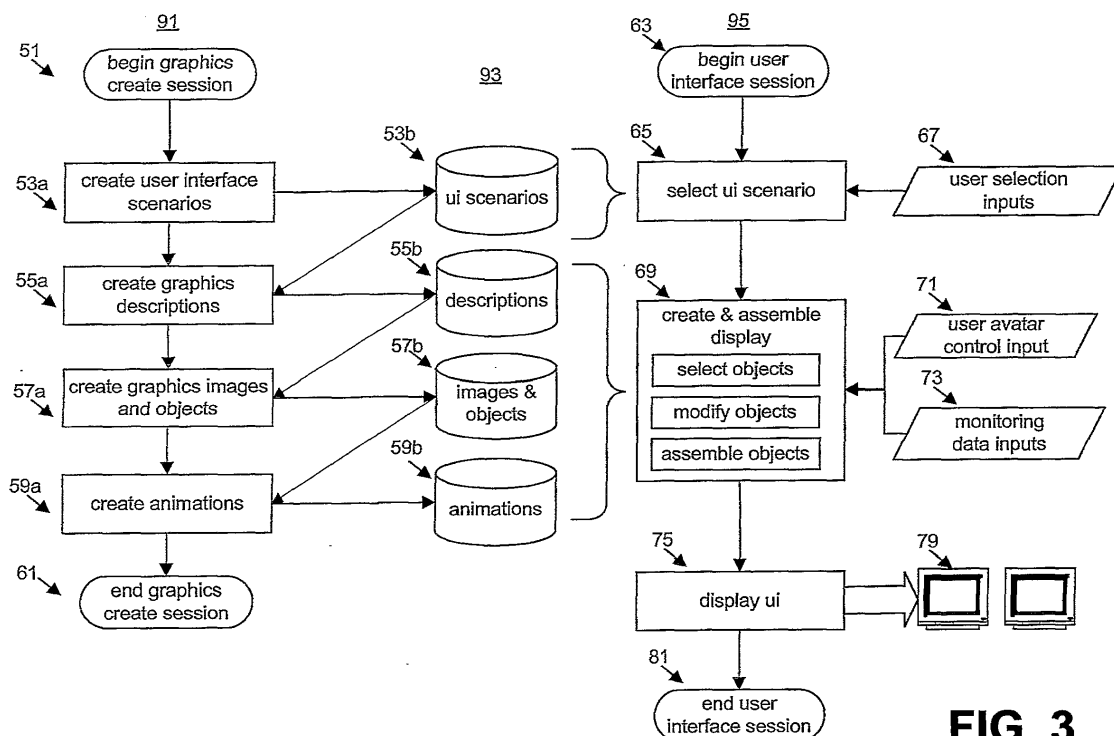 91
51
begin graphics
create session
53a
create user interface
scenarios
55a
create graphics
descriptions
57a
create graphics images
and objects
59a
create animations
61
end graphics
create session
93
53b
ui scenarios
55b
descriptions
57b
images &
objects
59b
animations
95
63
begin user
interface session
65
select ui scenario
67
user selection
inputs
69
create & assemble
display
select objects
modify objects
assemble objects
71
user avatar
control input
73
monitoring
data inputs
75
display ui
79
81
end user
interface session
FIG. 3